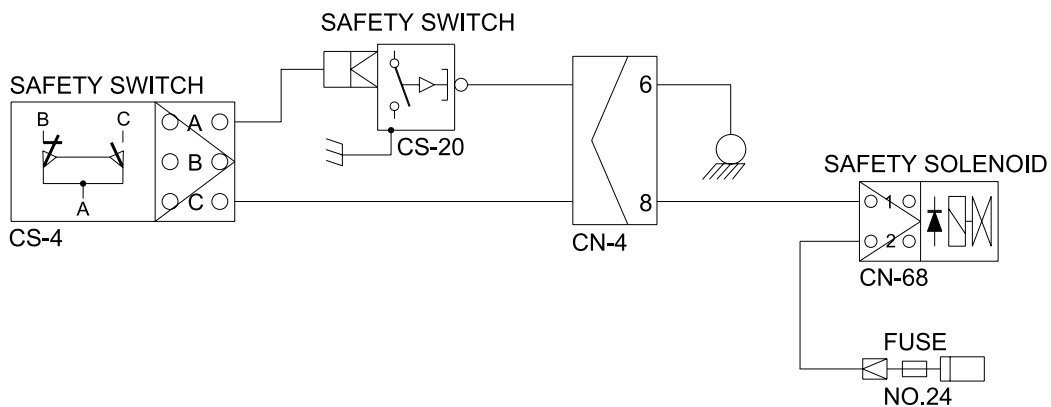 SAFETY SWITCH
SAFETY SWITCH
B C
A
A
B
C
CS-4
CS-20
6
8
CN-4
SAFETY SOLENOID
1
2
CN-68
FUSE
NO.24